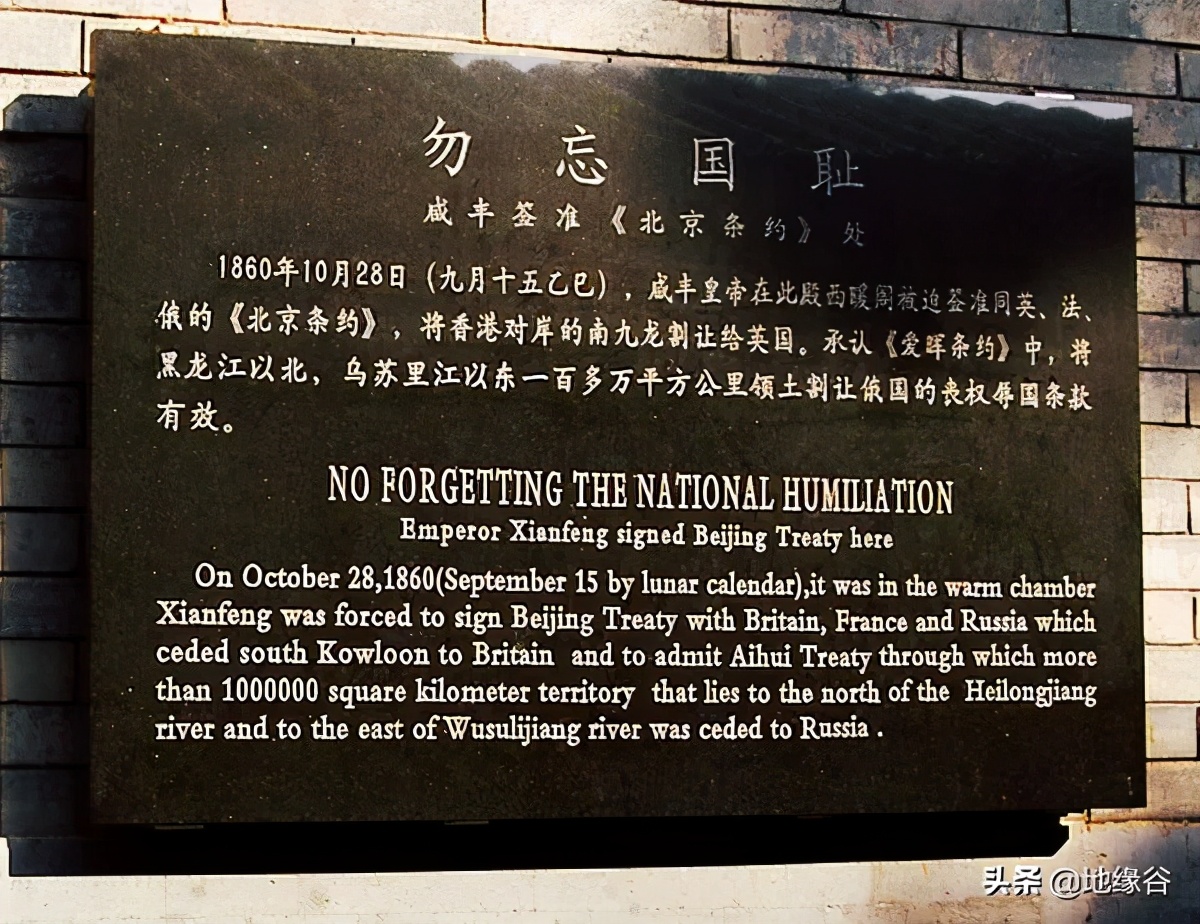 勿忘国耻
咸丰签准《北京条约》处
1860年10月28日（九月十五乙巳），咸丰皇帝在此殿西暖阁被迫签准同英、法、
俄的《北京条约》，将香港对岸的南九龙割让给英国。承认《爱晖条约》中，将
黑龙江以北，乌苏里江以东一百多万平方公里领土割让俄国的丧权辱国条款
有效。
NO FORGETTING THE NATIONAL HUMILIATION
Emperor Xianfeng signed Beijing Treaty here
On October 28,1860(September 15 by lunar calendar),it was in the warm chamber
Xianfeng was forced to sign Beijing Treaty with Britain, France and Russia which
ceded south Kowloon to Britain and to admit Aihui Treaty through which more
than 1000000 square kilometer territory that lies to the north of the Heilongjiang
river and to the east of Wusulijiang river was ceded to Russia .
头条 @地缘谷